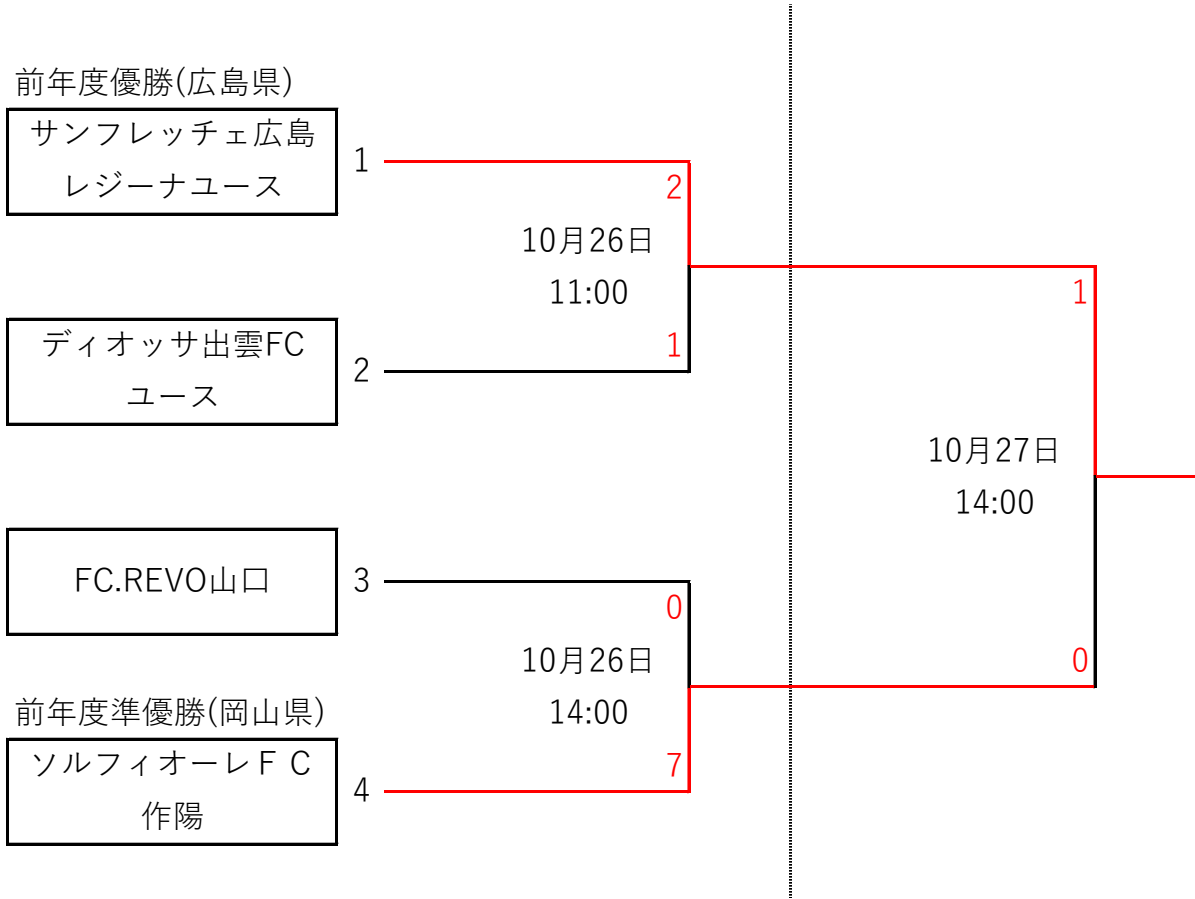 前年度優勝(広島県)
サンフレッチェ広島
レジーナユース
1
2
10月26日
11:00
1
ディオッサ出雲FC
ユース
2
1
10月27日
14:00
0
FC.REVO山口
3
0
10月26日
14:00
7
前年度準優勝(岡山県)
ソルフィオーレＦＣ
作陽
4